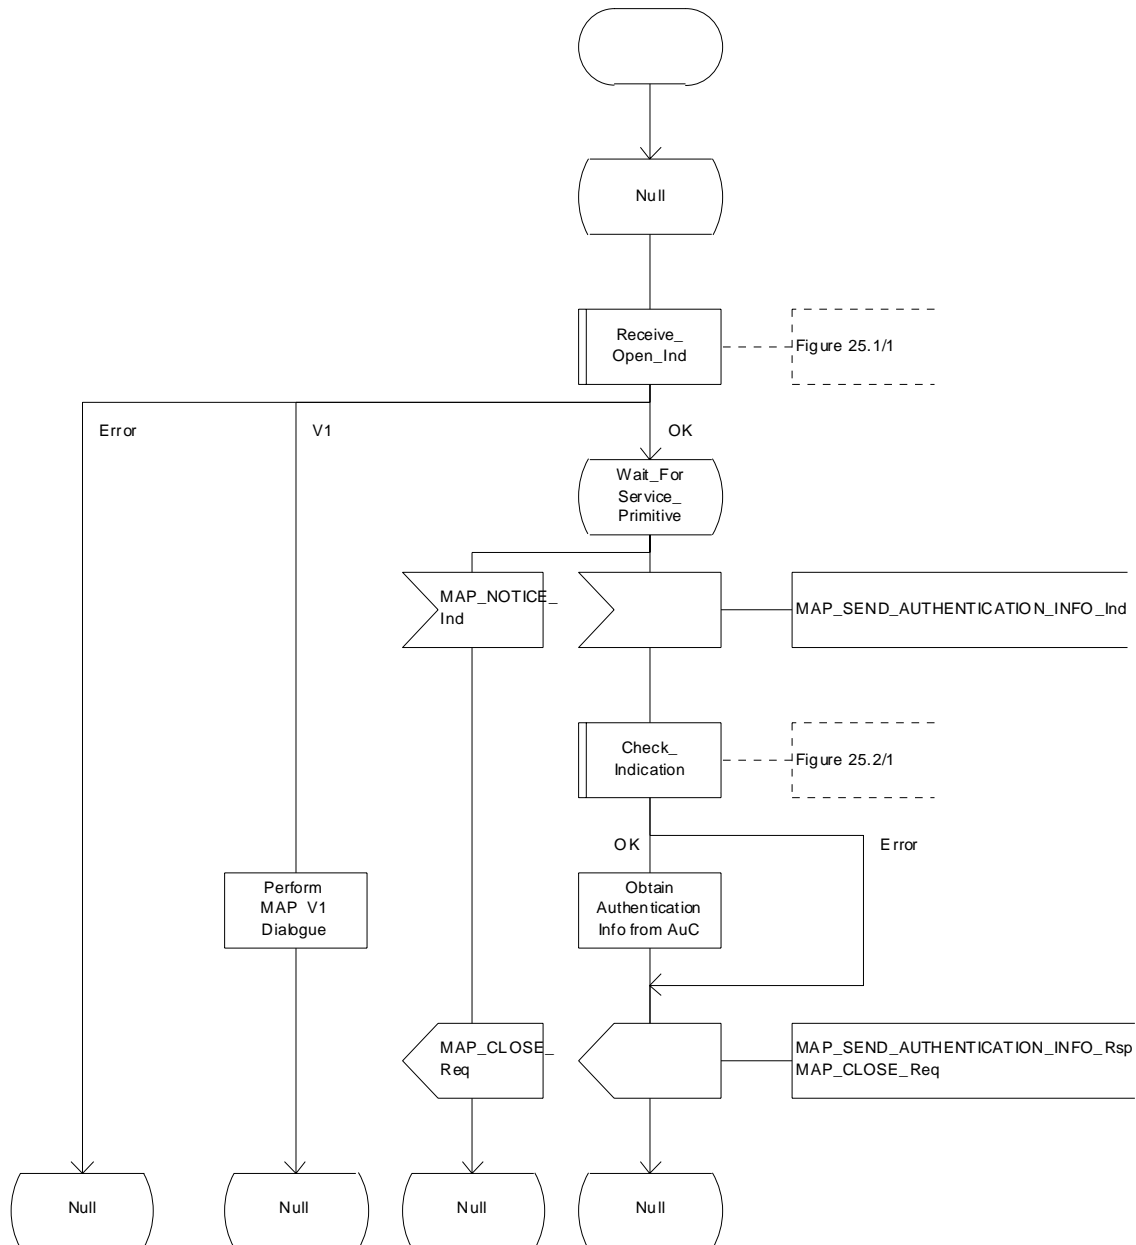 Null
Receive_
Open_Ind
Figure 25.1/1
Error
V1
OK
Wait_For
Service_
Primitive
MAP_NOTICE_
Ind
MAP_SEND_AUTHENTICATION_INFO_Ind
Check_
Indication
Figure 25.2/1
OK
Error
Perform
MAP V1
Dialogue
Obtain
Authentication
Info from AuC
MAP_CLOSE_
Req
MAP_SEND_AUTHENTICATION_INFO_Rsp
MAP_CLOSE_Req
Null
Null
Null
Null